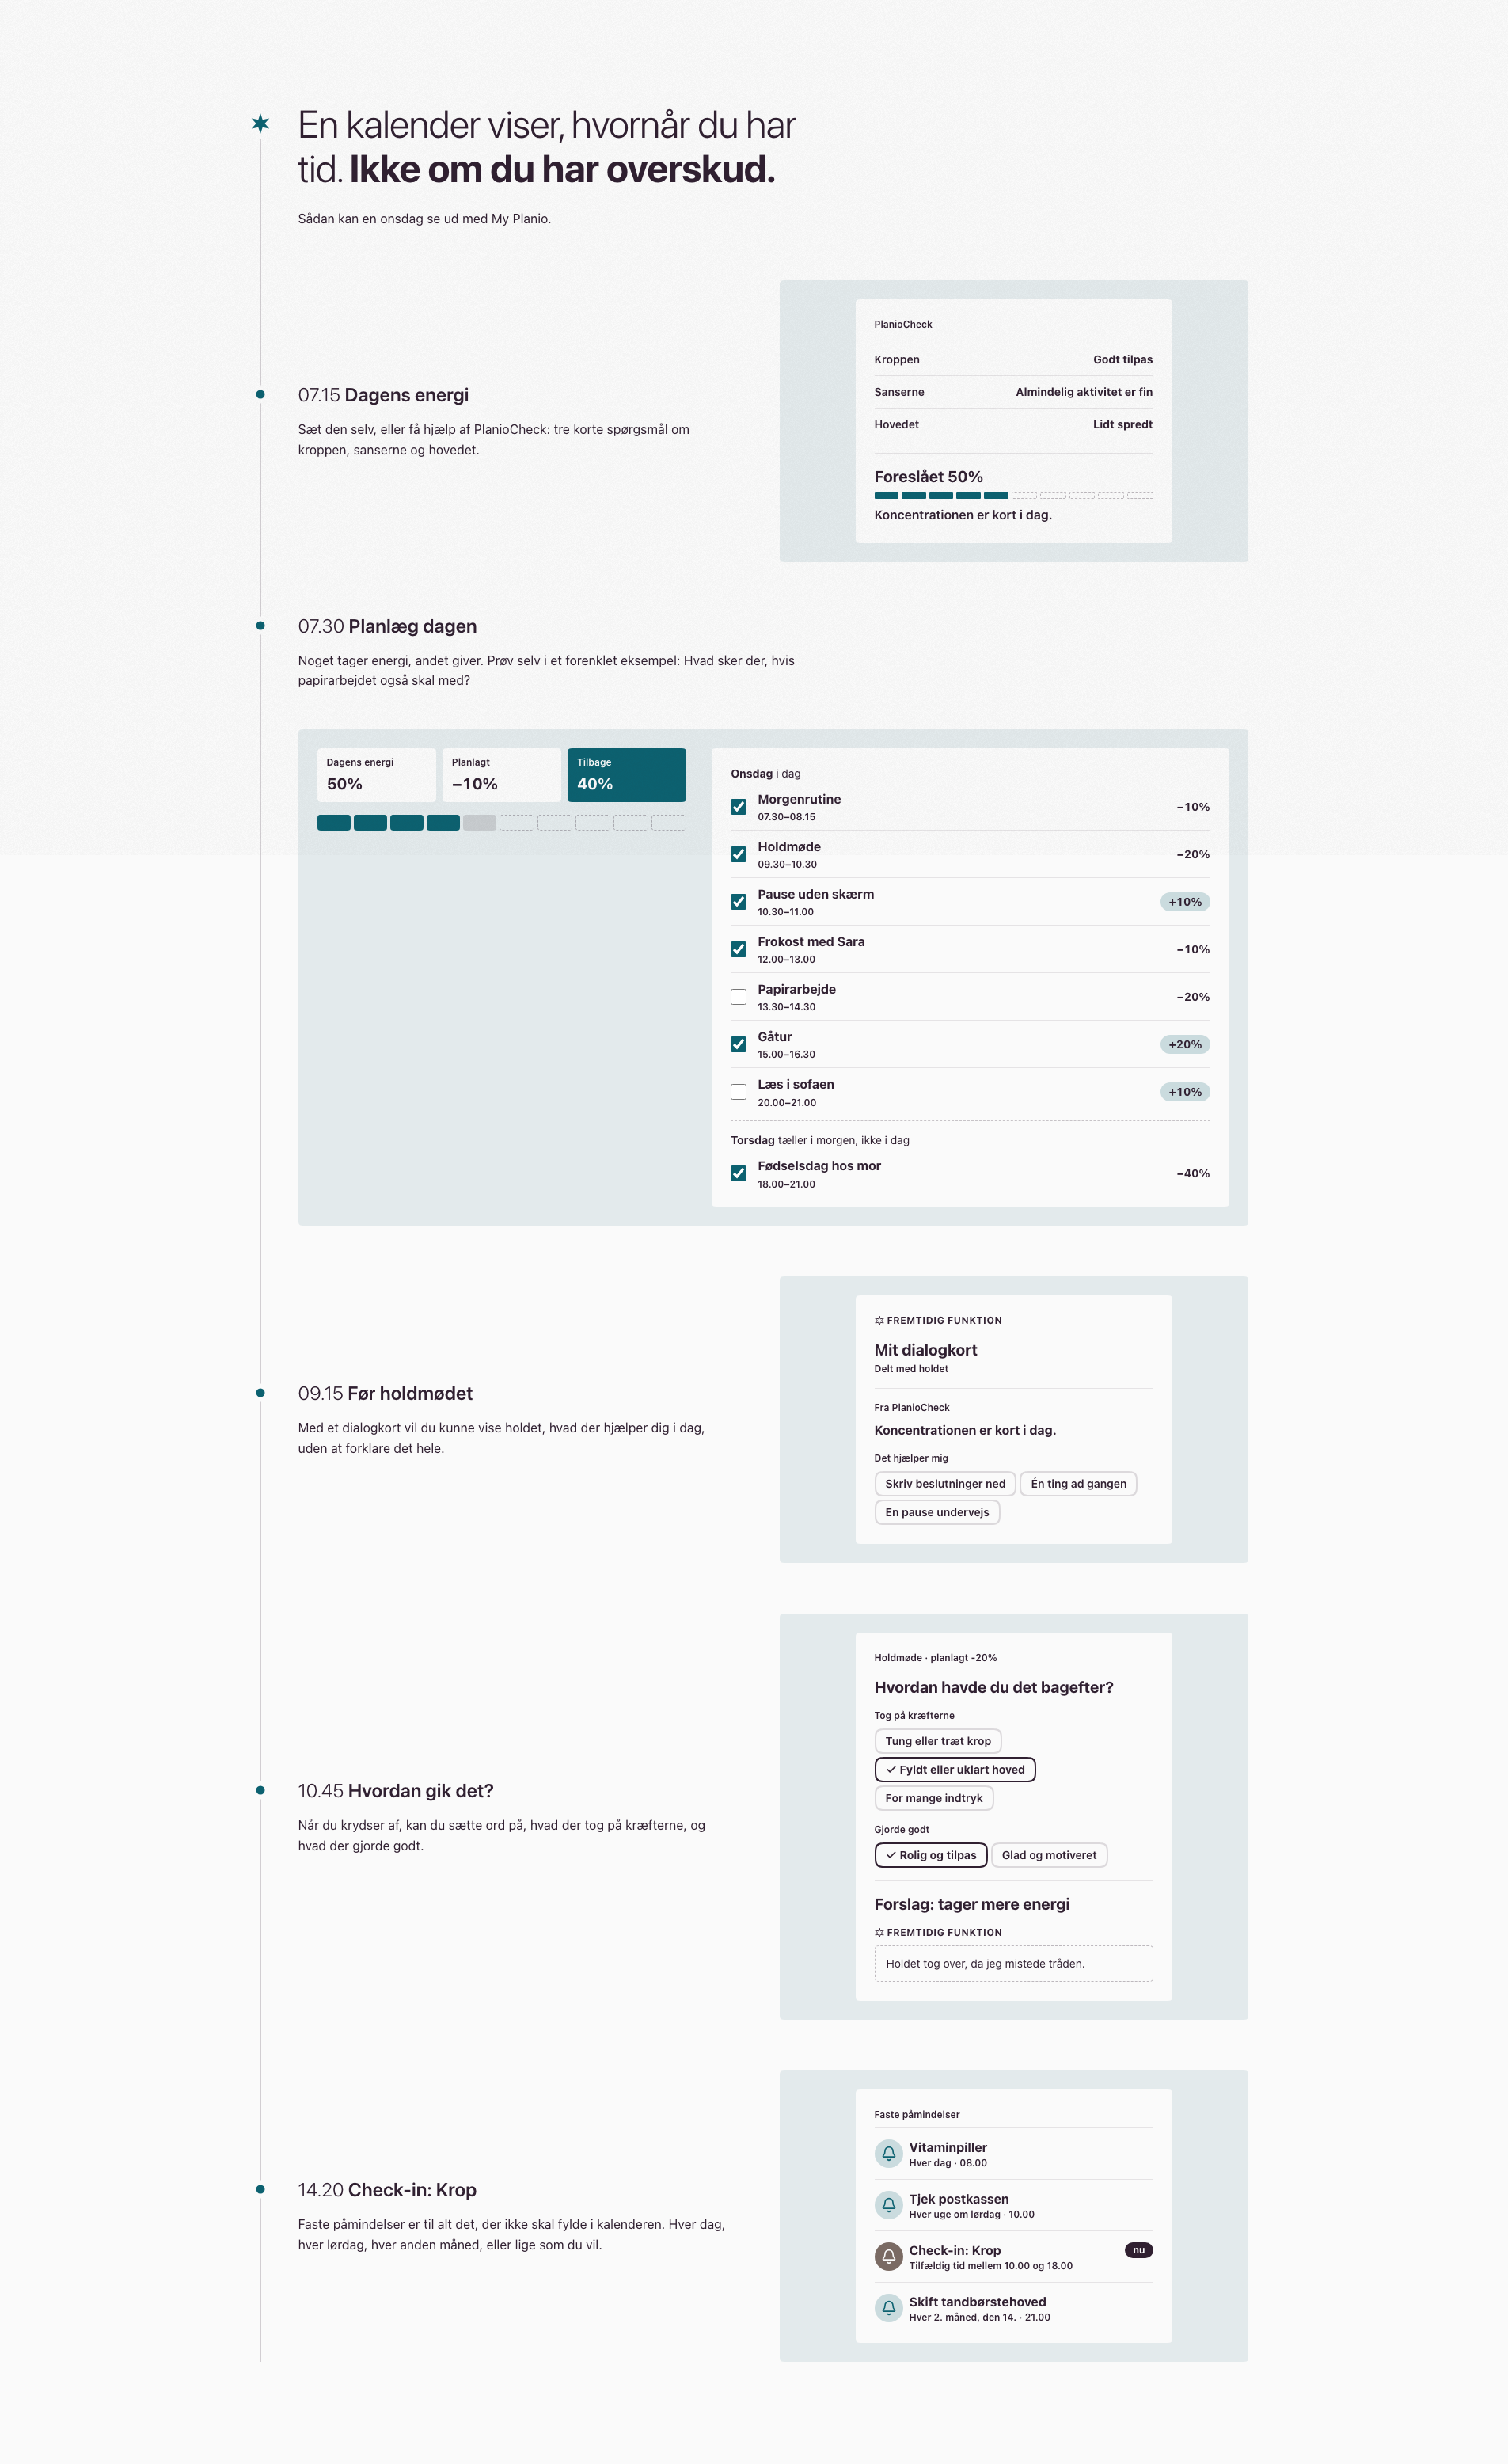 En kalender viser, hvornår du har
tid. Ikke om du har overskud.
Sådan kan en onsdag se ud med My Planio.
07.15 Dagens energi
Sæt den selv, eller få hjælp af PlanioCheck: tre korte spørgsmål om
kroppen, sanserne og hovedet.
PlanioCheck
Kroppen Godt tilpas
Sanserne Almindelig aktivitet er fin
Hovedet Lidt spredt
Foreslået 50%
Koncentrationen er kort i dag.
07.30 Planlæg dagen
Noget tager energi, andet giver. Prøv selv i et forenklet eksempel: Hvad sker der, hvis
papirarbejdet også skal med?
Dagens energi
50%
Planlagt
−10%
Tilbage
40%
Onsdag i dag
Morgenrutine
07.30–08.15
−10%
Holdmøde
09.30–10.30
−20%
Pause uden skærm
10.30–11.00
+10%
Frokost med Sara
12.00–13.00
−10%
Papirarbejde
13.30–14.30
−20%
Gåtur
15.00–16.30
+20%
Læs i sofaen
20.00–21.00
+10%
Torsdag tæller i morgen, ikke i dag
Fødselsdag hos mor
18.00–21.00
−40%
09.15 Før holdmødet
Med et dialogkort vil du kunne vise holdet, hvad der hjælper dig i dag,
uden at forklare det hele.
FREMTIDIG FUNKTION
Mit dialogkort
Delt med holdet
Fra PlanioCheck
Koncentrationen er kort i dag.
Det hjælper mig
Skriv beslutninger ned
Én ting ad gangen
En pause undervejs
10.45 Hvordan gik det?
Når du krydser af, kan du sætte ord på, hvad der tog på kræfterne, og
hvad der gjorde godt.
Holdmøde · planlagt -20%
Hvordan havde du det bagefter?
Tog på kræfterne
Tung eller træt krop
Fyldt eller uklart hoved
For mange indtryk
Gjorde godt
Rolig og tilpas
Glad og motiveret
Forslag: tager mere energi
FREMTIDIG FUNKTION
Holdet tog over, da jeg mistede tråden.
14.20 Check-in: Krop
Faste påmindelser er til alt det, der ikke skal fylde i kalenderen. Hver dag,
hver lørdag, hver anden måned, eller lige som du vil.
Faste påmindelser
Vitaminpiller
Hver dag · 08.00
Tjek postkassen
Hver uge om lørdag · 10.00
Check-in: Krop
nu
Tilfældig tid mellem 10.00 og 18.00
Skift tandbørstehoved
Hver 2. måned, den 14. · 21.00